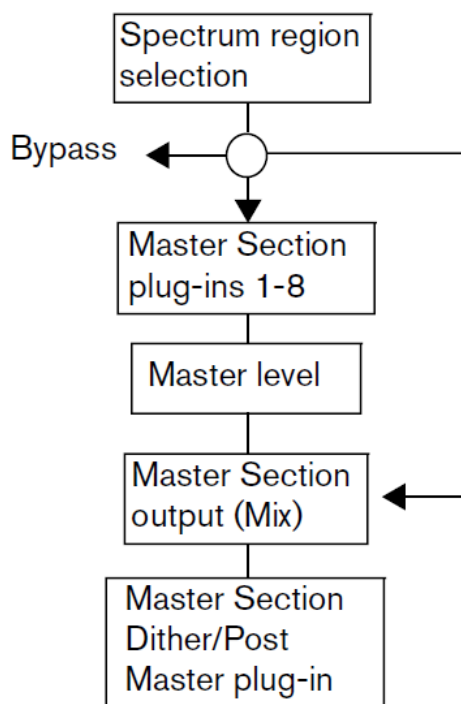 Spectrum region
selection
Bypass
Master Section
plug-ins 1-8
Master level
Master Section
output (Mix)
Master Section
Dither/Post
Master plug-in